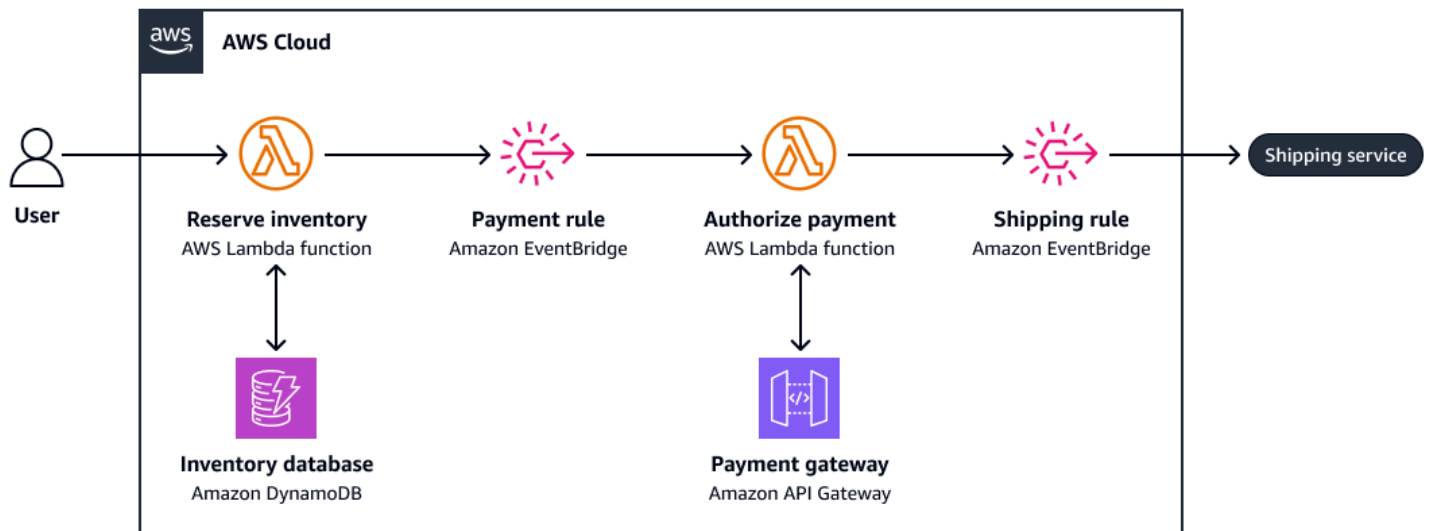 aws
AWS Cloud
User
Reserve inventory
AWS Lambda function
Payment rule
Amazon EventBridge
Authorize payment
AWS Lambda function
Shipping rule
Amazon EventBridge
Shipping service
</>
Inventory database
Amazon DynamoDB
Payment gateway
Amazon API Gateway